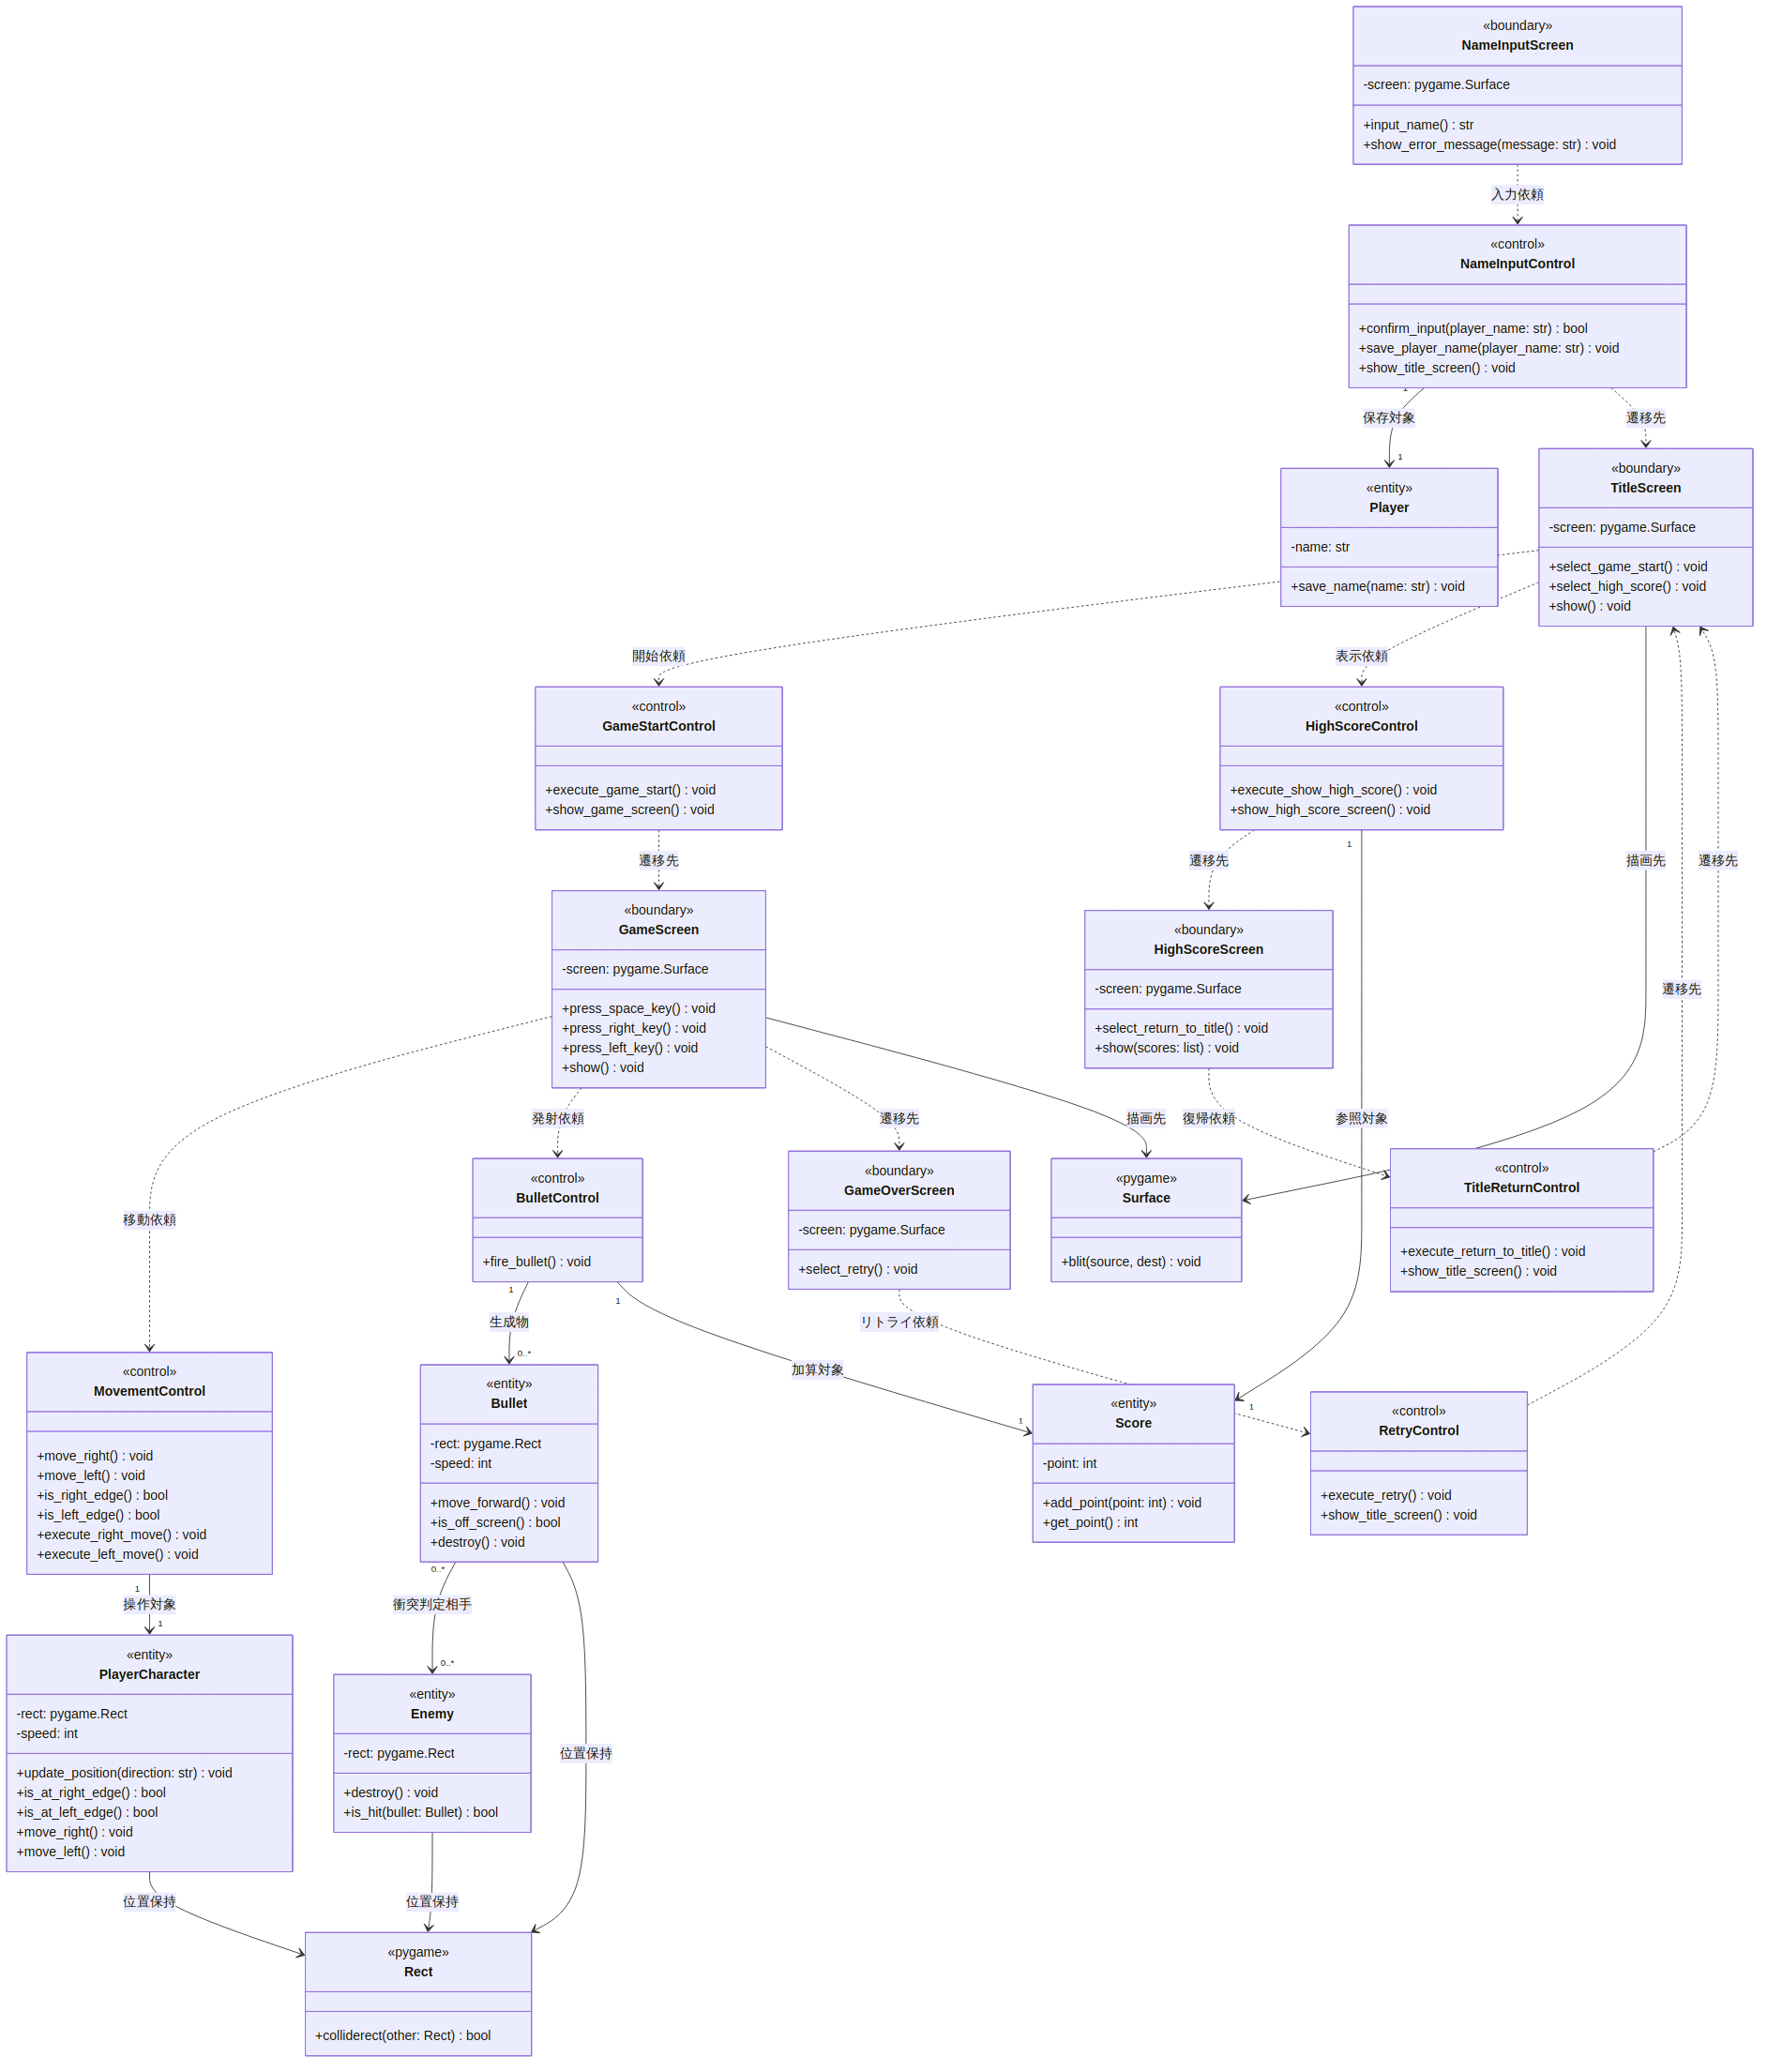 «boundary»
NameInputScreen
-screen: pygame.Surface
+input_name() : str
+show_error_message(message: str) : void
入力依頼
«control»
NameInputControl
+confirm_input(player_name: str) : bool
+save_player_name(player_name: str) : void
+show_title_screen() : void
1
保存対象
1
遷移先
«entity»
Player
-name: str
+save_name(name: str) : void
«boundary»
TitleScreen
-screen: pygame.Surface
+select_game_start() : void
+select_high_score() : void
+show() : void
開始依頼
表示依頼
«control»
GameStartControl
+execute_game_start() : void
+show_game_screen() : void
«control»
HighScoreControl
+execute_show_high_score() : void
+show_high_score_screen() : void
遷移先
遷移先
1
描画先
遷移先
«boundary»
GameScreen
-screen: pygame.Surface
+press_space_key() : void
+press_right_key() : void
+press_left_key() : void
+show() : void
«boundary»
HighScoreScreen
-screen: pygame.Surface
+select_return_to_title() : void
+show(scores: list) : void
遷移先
発射依頼
遷移先
描画先
復帰依頼
参照対象
移動依頼
«control»
BulletControl
+fire_bullet() : void
«boundary»
GameOverScreen
-screen: pygame.Surface
+select_retry() : void
«pygame»
Surface
+blit(source, dest) : void
«control»
TitleReturnControl
+execute_return_to_title() : void
+show_title_screen() : void
1
生成物
0..*
1
加算対象
1
リトライ依頼
1
«control»
MovementControl
+move_right() : void
+move_left() : void
+is_right_edge() : bool
+is_left_edge() : bool
+execute_right_move() : void
+execute_left_move() : void
«entity»
Bullet
-rect: pygame.Rect
-speed: int
+move_forward() : void
+is_off_screen() : bool
+destroy() : void
«entity»
Score
-point: int
+add_point(point: int) : void
+get_point() : int
«control»
RetryControl
+execute_retry() : void
+show_title_screen() : void
1
操作対象
1
0..*
衝突判定相手
0..*
位置保持
«entity»
PlayerCharacter
-rect: pygame.Rect
-speed: int
+update_position(direction: str) : void
+is_at_right_edge() : bool
+is_at_left_edge() : bool
+move_right() : void
+move_left() : void
«entity»
Enemy
-rect: pygame.Rect
+destroy() : void
+is_hit(bullet: Bullet) : bool
位置保持
位置保持
«pygame»
Rect
+colliderect(other: Rect) : bool